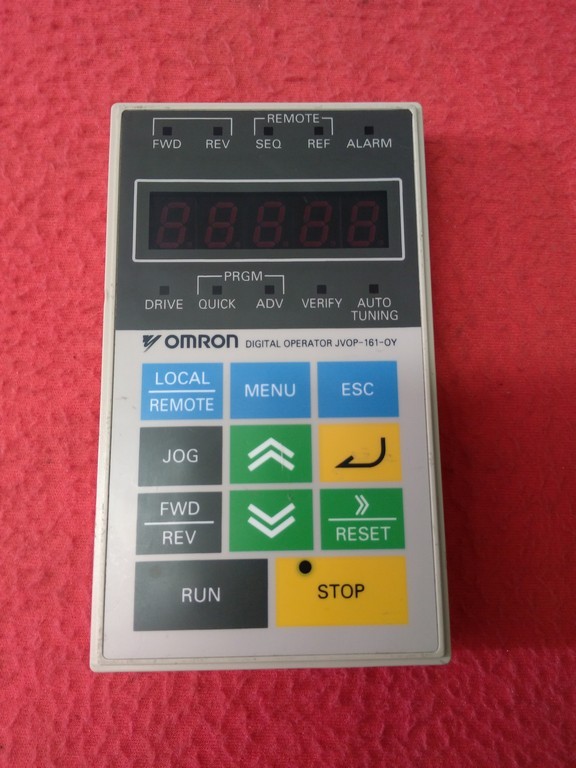 REMOTE
FWD REV SEQ REF ALARM
PRGM
DRIVE QUICK ADV VERIFY AUTO
TUNING
OMRON DIGITAL OPERATOR JVOP-161-OY
LOCAL
REMOTE
MENU
ESC
JOG
FWD
REV
RESET
RUN
STOP